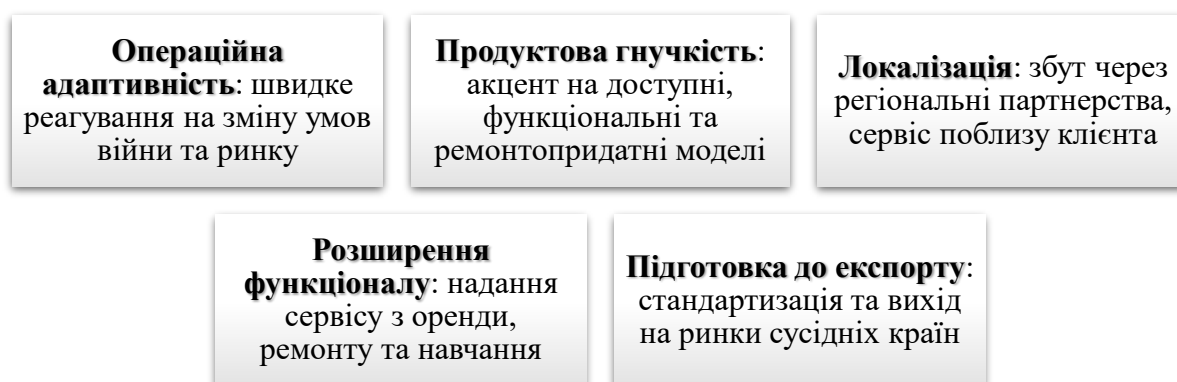 Операційна
адаптивність: швидке
реагування на зміну умов
війни та ринку
Продуктова гнучкість:
акцент на доступні,
функціональні та
ремонтопридатні моделі
Локалізація: збут через
регіональні партнерства,
сервіс поблизу клієнта
Розширення
функціоналу: надання
сервісу з оренди,
ремонту та навчання
Підготовка до експорту:
стандартизація та вихід
на ринки сусідніх країн